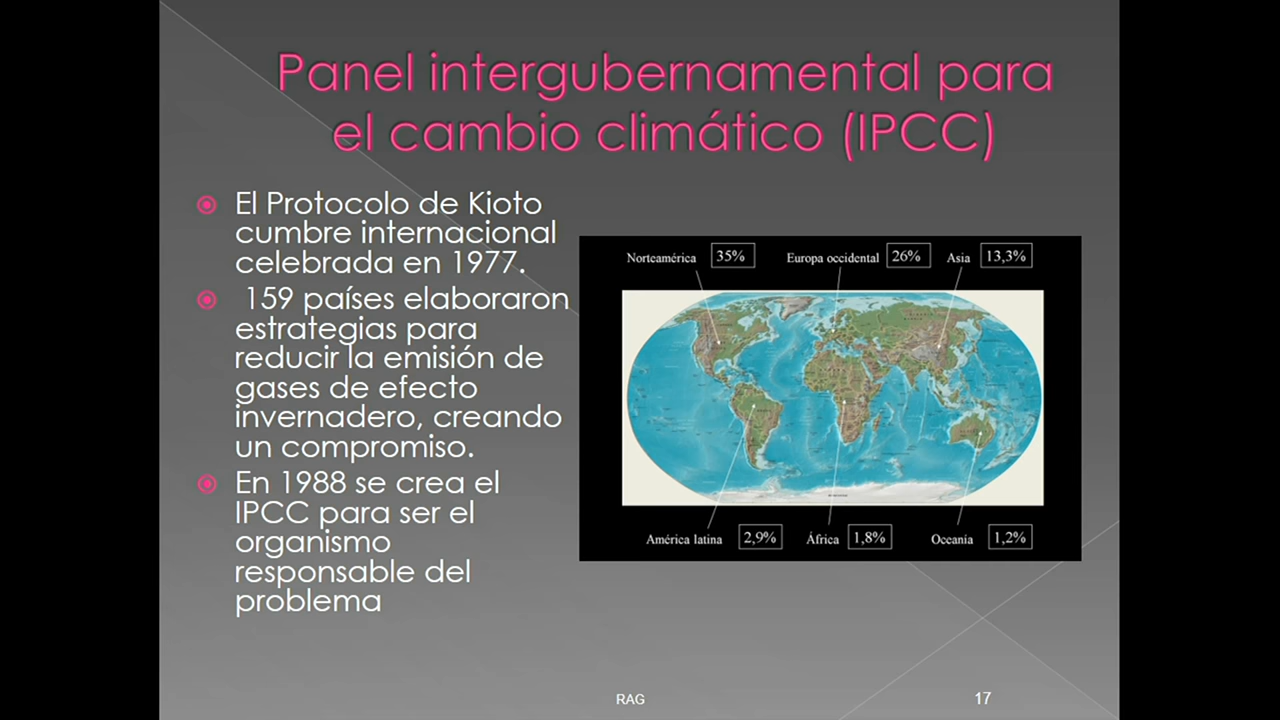 Panel intergubernamental para
el cambio climático (IPCC)
El Protocolo de Kioto
cumbre internacional
celebrada en 1977.
159 países elaboraron
estrategias para
reducir la emisión de
gases de efecto
invernadero, creando
un compromiso.
En 1988 se crea el
IPCC para ser el
organismo
responsable del
problema
Norteamérica 35% Europa occidental 26% Asia 13,3%
América latina 2,9% África 1,8% Oceanía 1,2%
RAG 17